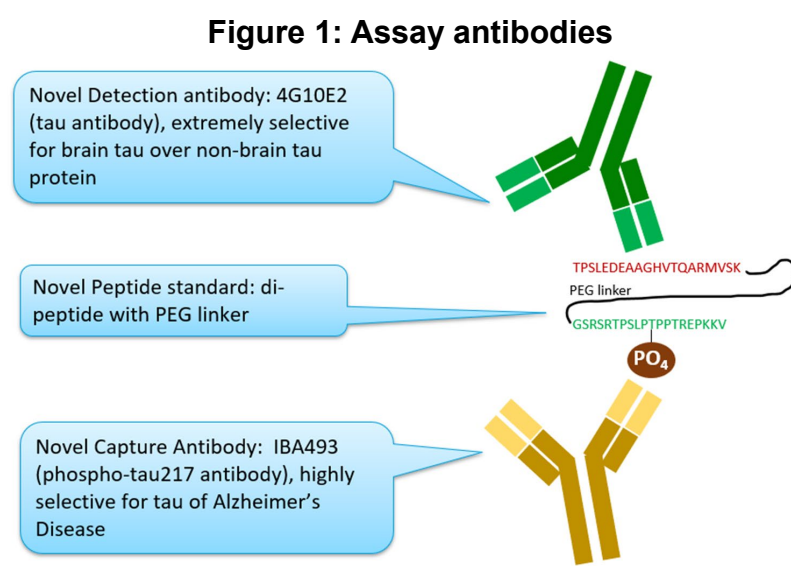 Figure 1: Assay antibodies
Novel Detection antibody: 4G10E2
(tau antibody), extremely selective
for brain tau over non-brain tau
protein
TPSLEDEAAGHVTQARMVSK
PEG linker
Novel Peptide standard: di-
peptide with PEG linker
GSRSRTPSLPTPPTREPKKV
PO4
Novel Capture Antibody:  IBA493
(phospho-tau217 antibody), highly
selective for tau of Alzheimer's
Disease